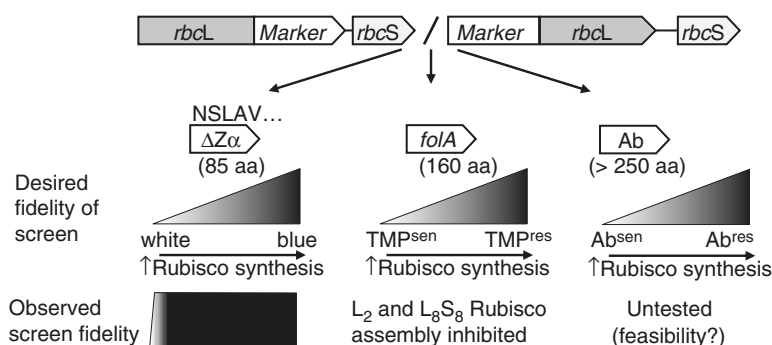 rbcL Marker rbcS / Marker rbcL rbcS
NSLAV...
ΔZα folA Ab
(85 aa) (160 aa) (> 250 aa)
Desired
fidelity of
screen
white blue TMPsen TMPres Absen Abres
↑Rubisco synthesis ↑Rubisco synthesis ↑Rubisco synthesis
Observed
screen fidelity
L2 and L8S8 Rubisco
assembly inhibited
Untested
(feasibility?)